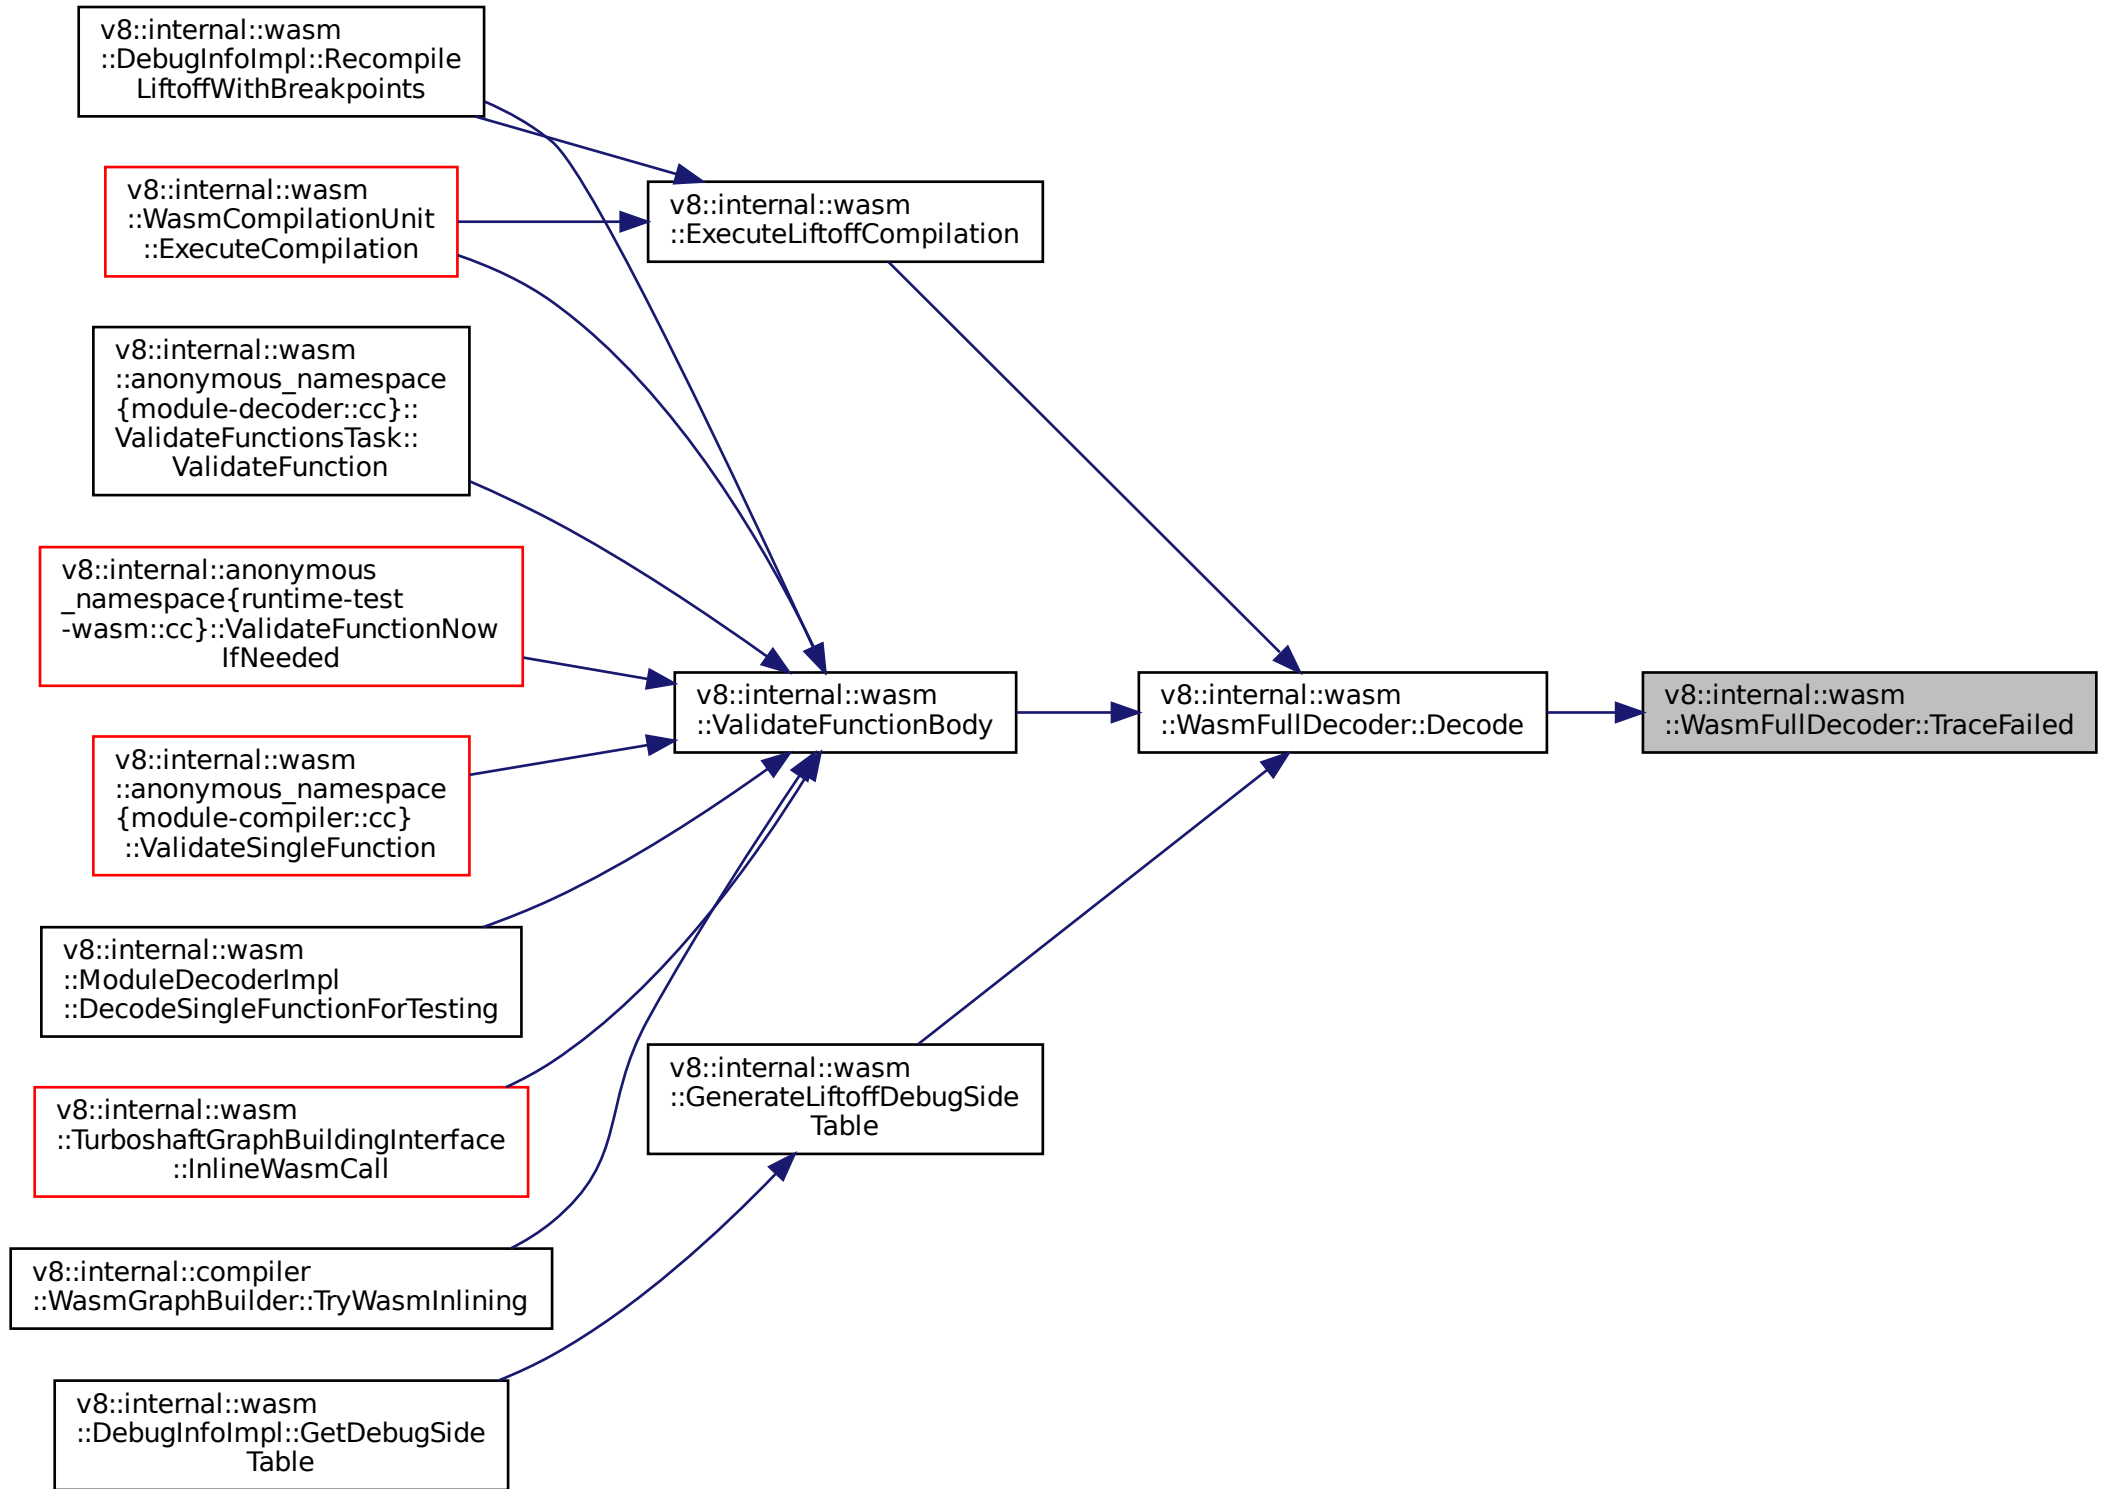 v8::internal::wasm
::DebugInfoImpl::Recompile
LiftoffWithBreakpoints
v8::internal::wasm
::WasmCompilationUnit
::ExecuteCompilation
v8::internal::wasm
::ExecuteLiftoffCompilation
v8::internal::wasm
::anonymous_namespace
{module-decoder::cc}::
ValidateFunctionsTask::
ValidateFunction
v8::internal::anonymous
_namespace{runtime-test
-wasm::cc}::ValidateFunctionNow
IfNeeded
v8::internal::wasm
::ValidateFunctionBody
v8::internal::wasm
::WasmFullDecoder::Decode
v8::internal::wasm
::WasmFullDecoder::TraceFailed
v8::internal::wasm
::anonymous_namespace
{module-compiler::cc}
::ValidateSingleFunction
v8::internal::wasm
::ModuleDecoderImpl
::DecodeSingleFunctionForTesting
v8::internal::wasm
::GenerateLiftoffDebugSide
Table
v8::internal::wasm
::TurboshaftGraphBuildingInterface
::InlineWasmCall
v8::internal::compiler
::WasmGraphBuilder::TryWasmInlining
v8::internal::wasm
::DebugInfoImpl::GetDebugSide
Table